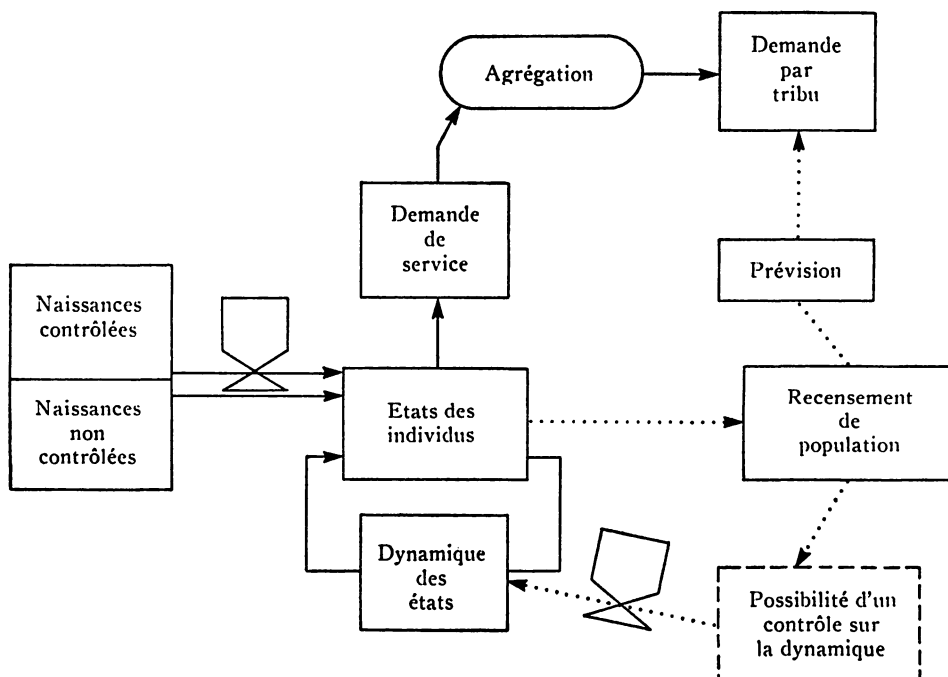 Agrégation
Demande
par
tribu
Demande
de
service
Prévision
Naissances
contrôlées
Naissances
non
contrôlées
Etats des
individus
Recensement
de
population
Dynamique
des
états
Possibilité d'un
contrôle sur
la dynamique